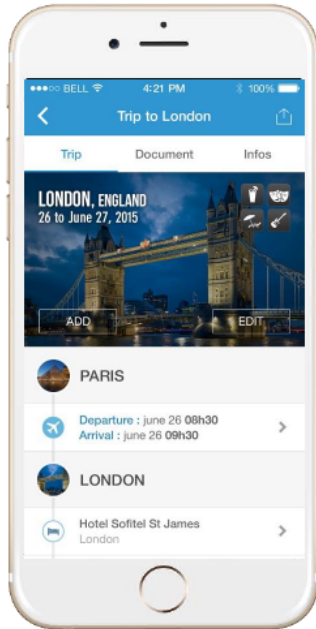 BELL 4:21 PM 100%
Trip to London
Trip Document Infos
LONDON, ENGLAND
26 to June 27, 2015
ADD EDIT
PARIS
Departure : june 26 08h30
Arrival : june 26 09h30
LONDON
Hotel Sofitel St James
London